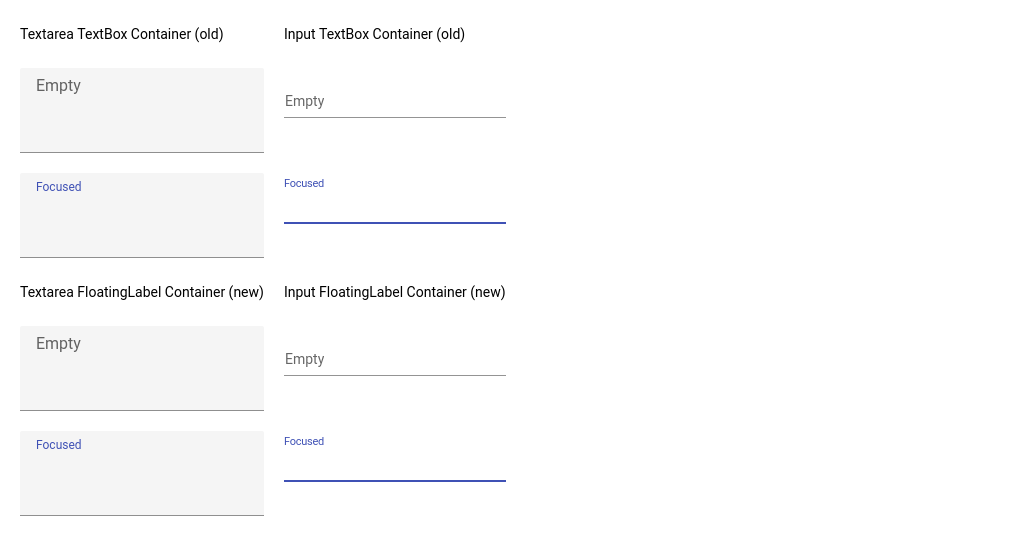 Textarea TextBox Container (old)
Input TextBox Container (old)
Empty
Empty
Focused
Focused
Textarea FloatingLabel Container (new)
Input FloatingLabel Container (new)
Empty
Empty
Focused
Focused